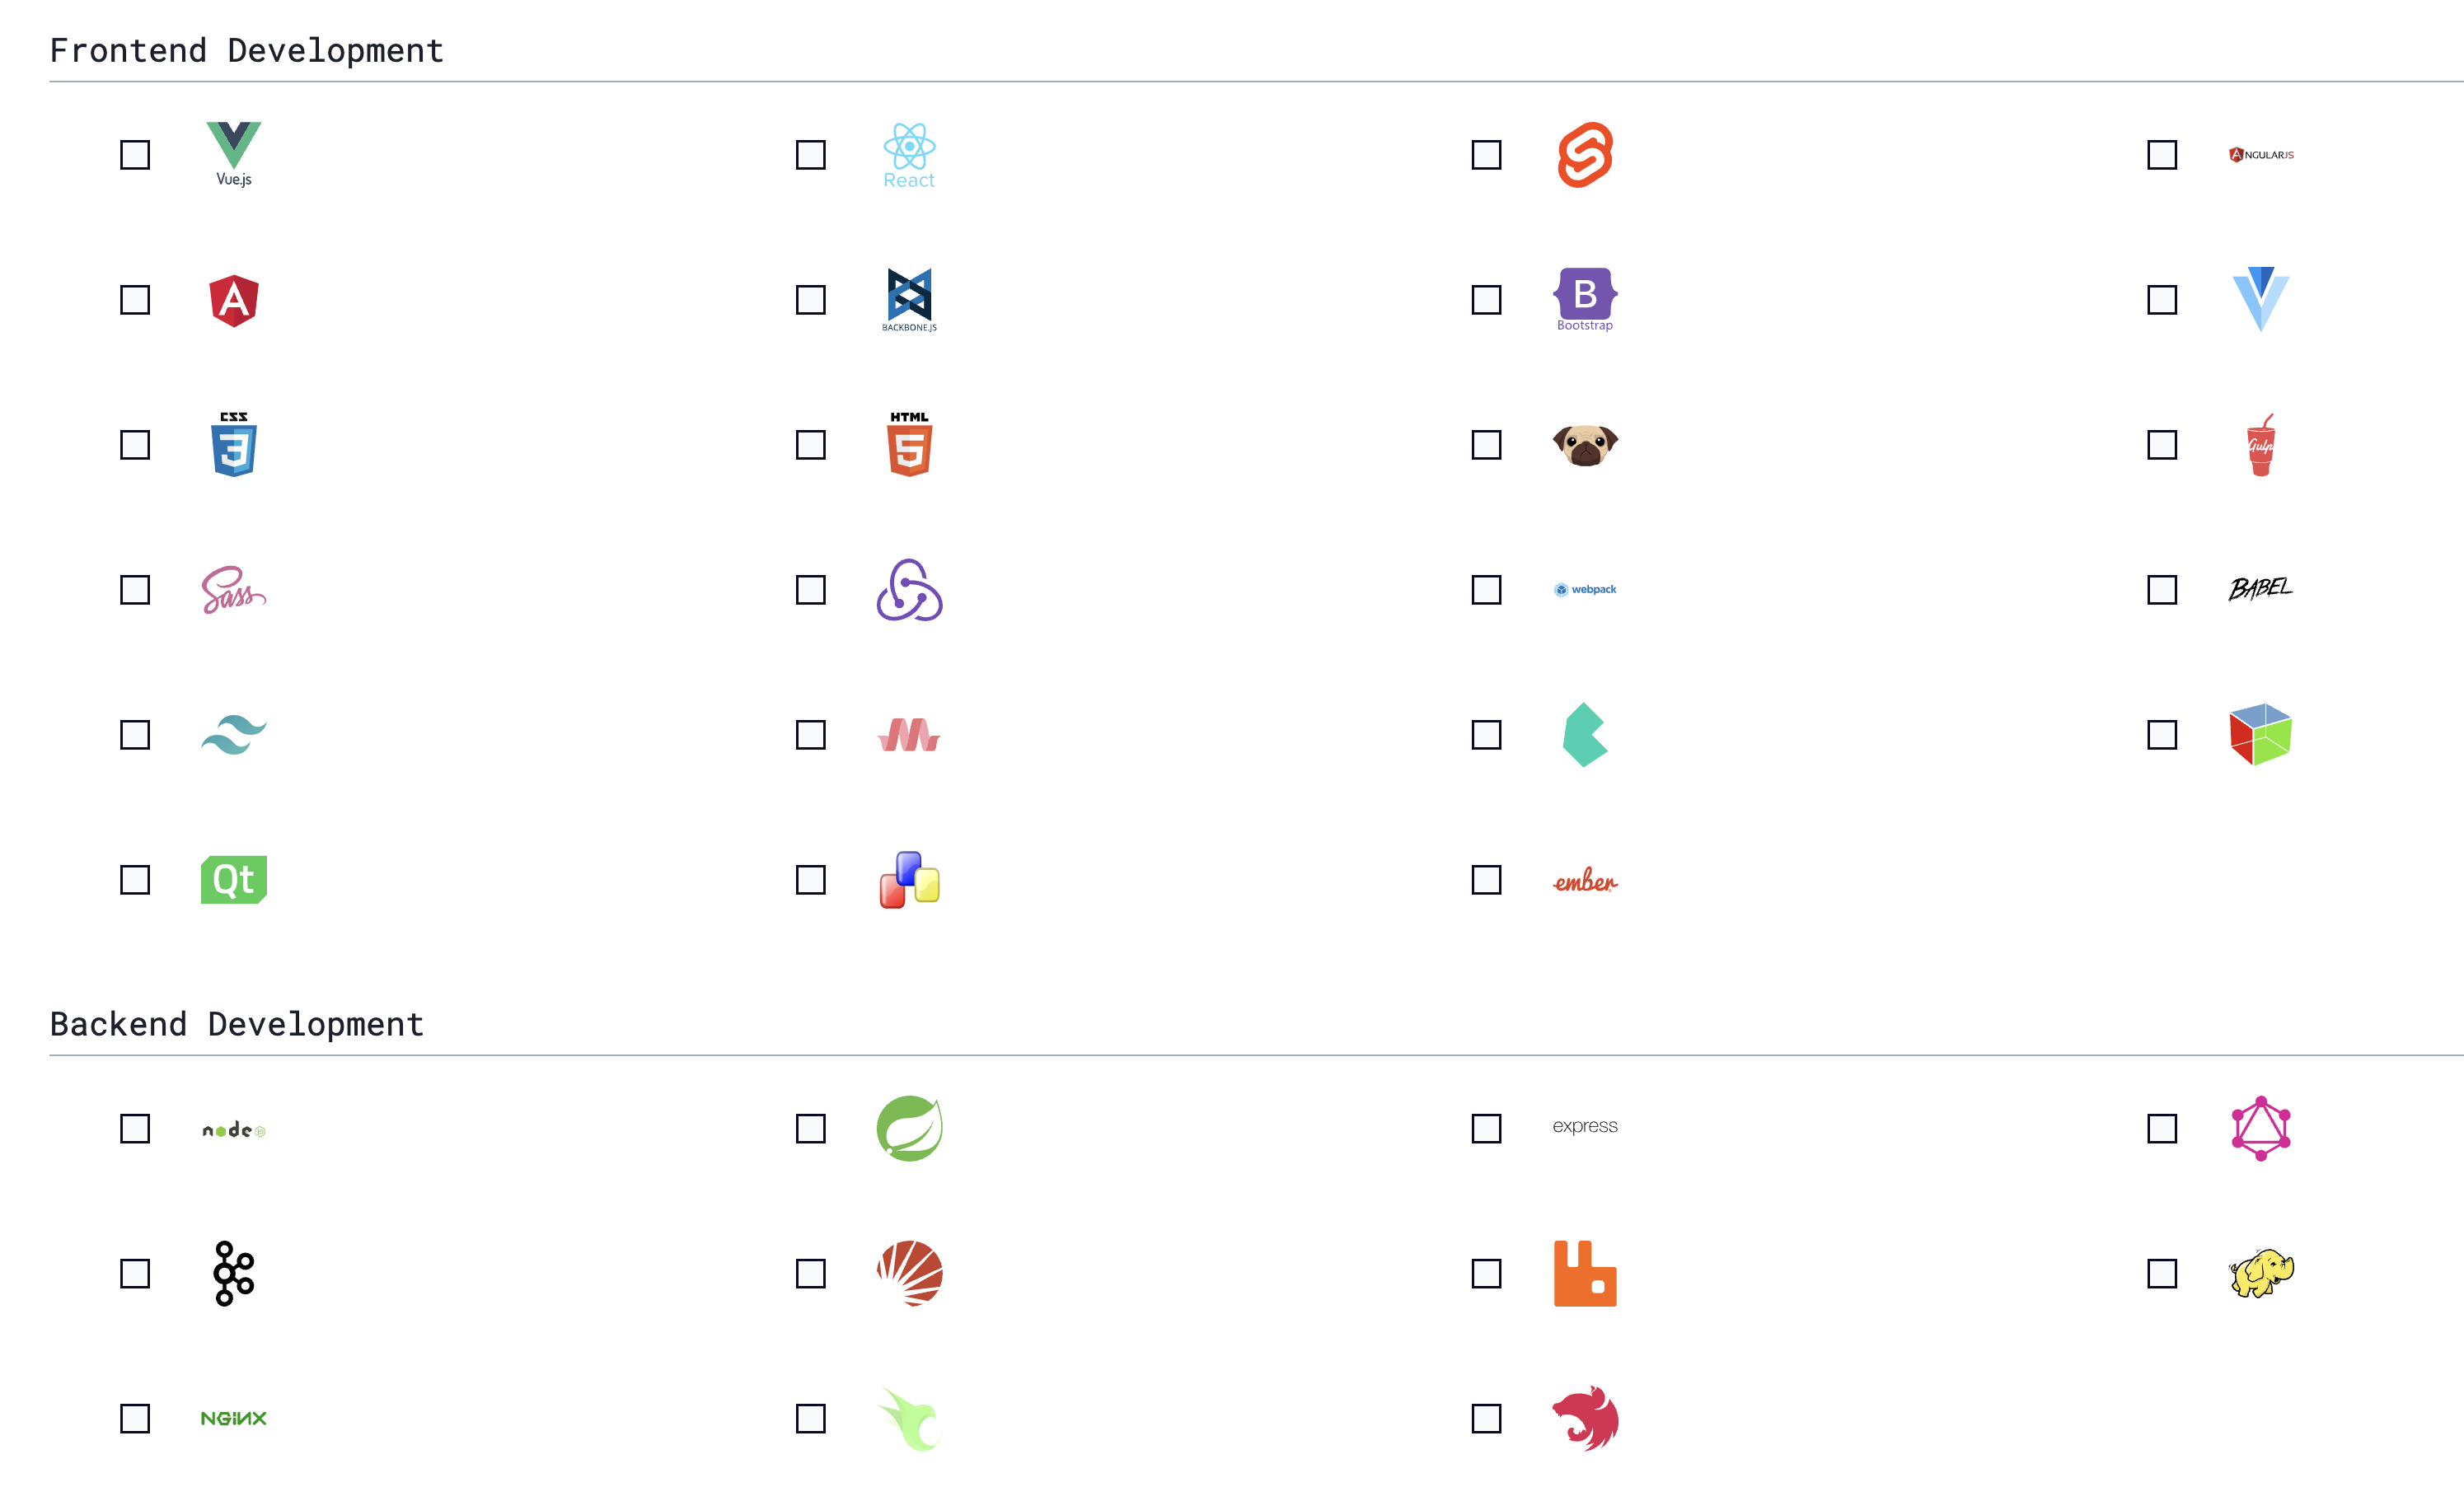 Frontend Development
Vue.js
React
ANGULARJS
A
BACKBONE.JS
B
Bootstrap
CSS
3
HTML
5
Gulp
Sass
webpack
BABEL
Qt
ember
Backend Development
node
JS
express
NGINX